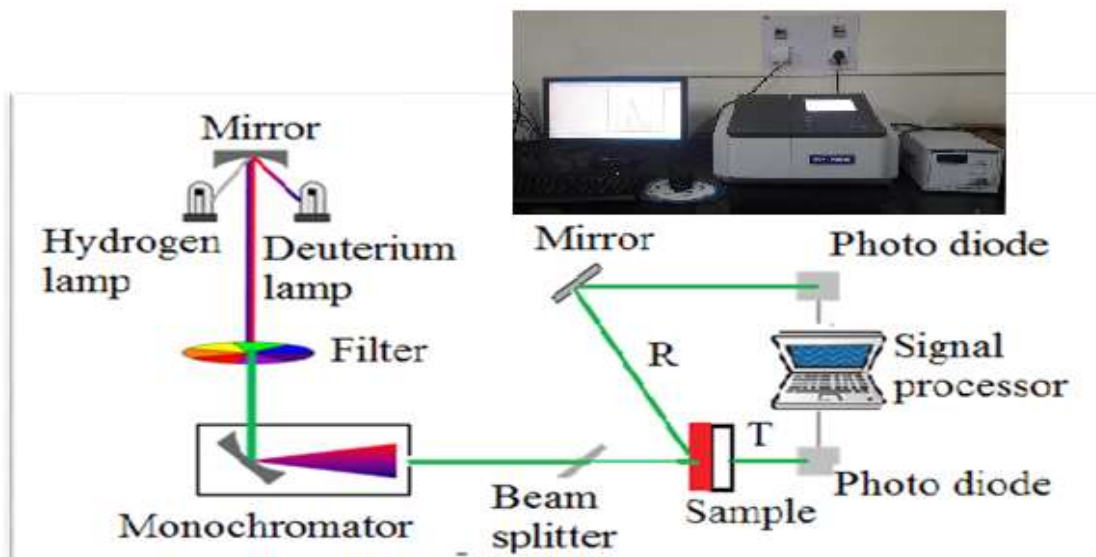 Mirror
Hydrogen
lamp
Deuterium
lamp
Filter
Monochromator
Beam
splitter
Mirror
R
Photo diode
Signal
processor
T
Sample
Photo diode